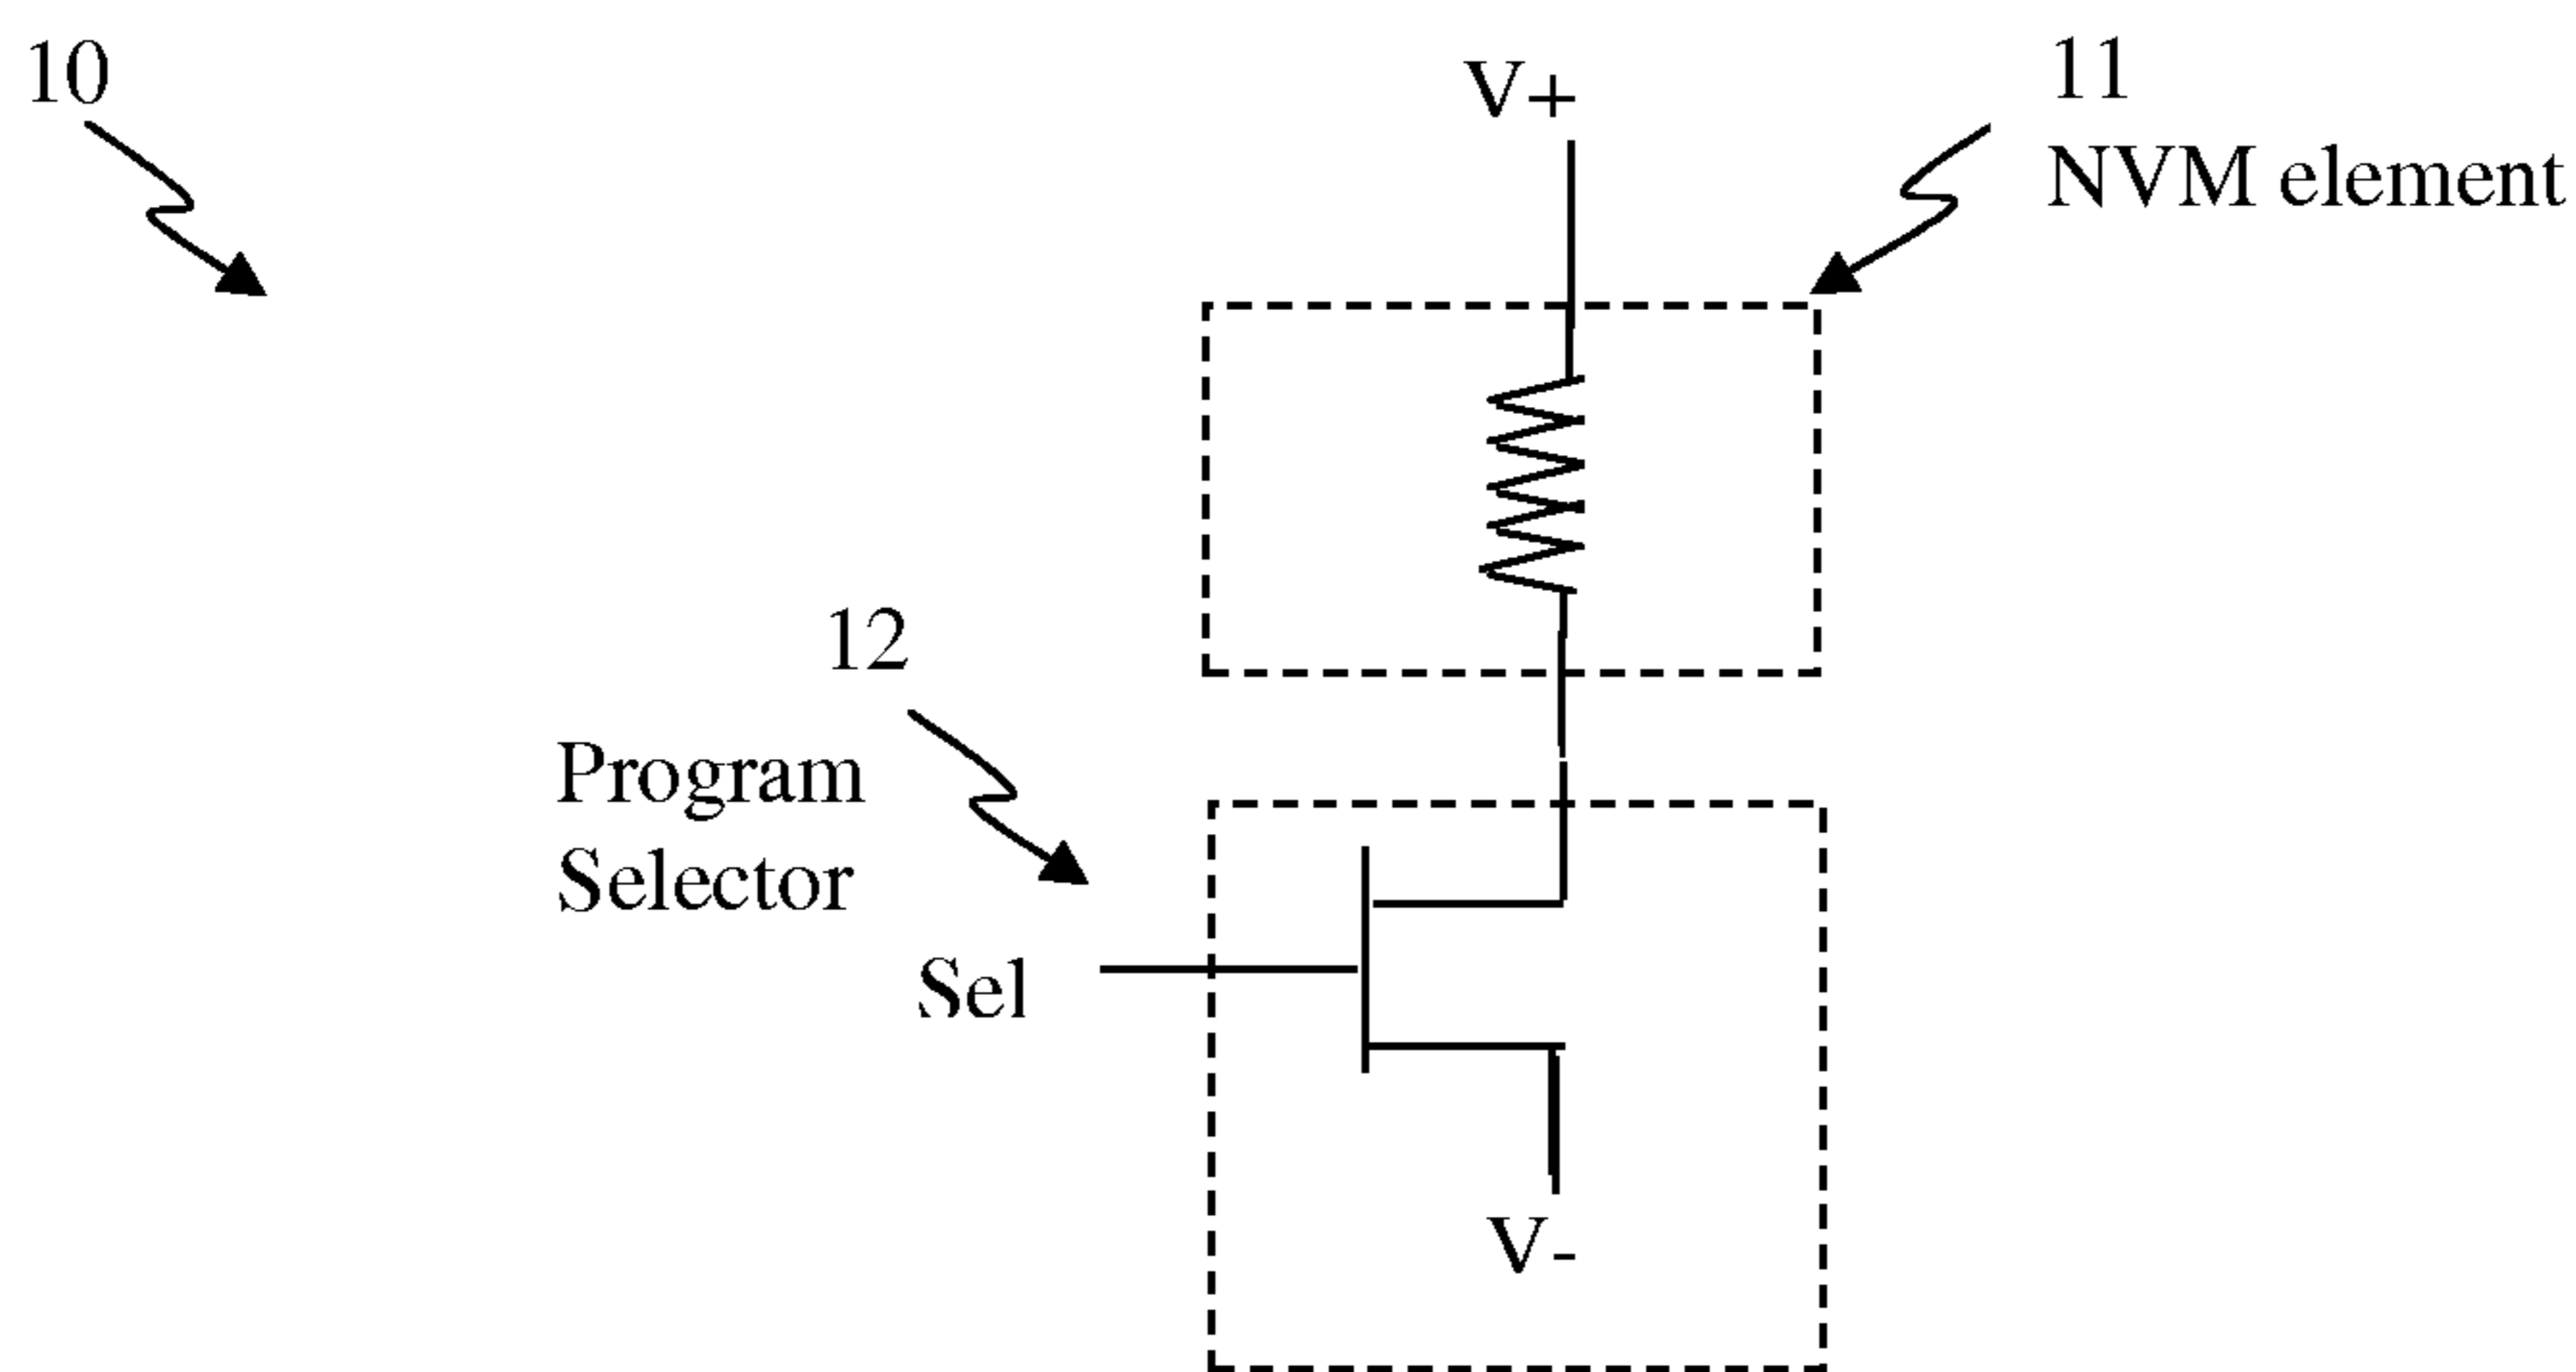 10
V+
11
NVM element
12
Program
Selector
Sel
V-